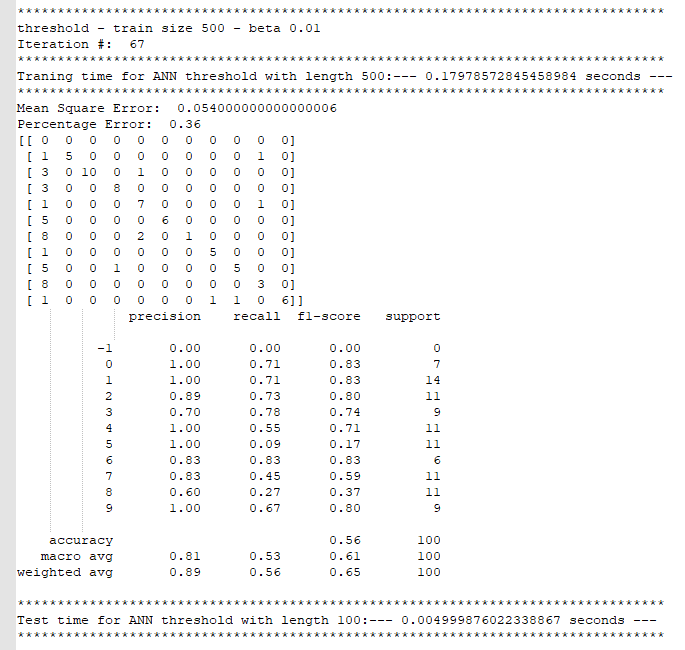 *********************************************************************************
threshold - train size 500 - beta 0.01
Iteration #:  67
*********************************************************************************
Traning time for ANN threshold with length 500:--- 0.17978572845458984 seconds ---
*********************************************************************************
Mean Square Error:  0.054000000000000006
Percentage Error:  0.36
[[ 0  0  0  0  0  0  0  0  0  0  0]
 [ 1  5  0  0  0  0  0  0  0  1  0]
 [ 3  0 10  0  1  0  0  0  0  0  0]
 [ 3  0  0  8  0  0  0  0  0  0  0]
 [ 1  0  0  0  7  0  0  0  0  1  0]
 [ 5  0  0  0  0  6  0  0  0  0  0]
 [ 8  0  0  0  2  0  1  0  0  0  0]
 [ 1  0  0  0  0  0  0  5  0  0  0]
 [ 5  0  0  1  0  0  0  0  5  0  0]
 [ 8  0  0  0  0  0  0  0  0  3  0]
 [ 1  0  0  0  0  0  0  1  1  0  6]]
              precision    recall  f1-score   support
          -1       0.00      0.00      0.00         0
           0       1.00      0.71      0.83         7
           1       1.00      0.71      0.83        14
           2       0.89      0.73      0.80        11
           3       0.70      0.78      0.74         9
           4       1.00      0.55      0.71        11
           5       1.00      0.09      0.17        11
           6       0.83      0.83      0.83         6
           7       0.83      0.45      0.59        11
           8       0.60      0.27      0.37        11
           9       1.00      0.67      0.80         9
    accuracy                           0.56       100
   macro avg       0.81      0.53      0.61       100
weighted avg       0.89      0.56      0.65       100
*********************************************************************************
Test time for ANN threshold with length 100:--- 0.004999876022338867 seconds ---
*********************************************************************************